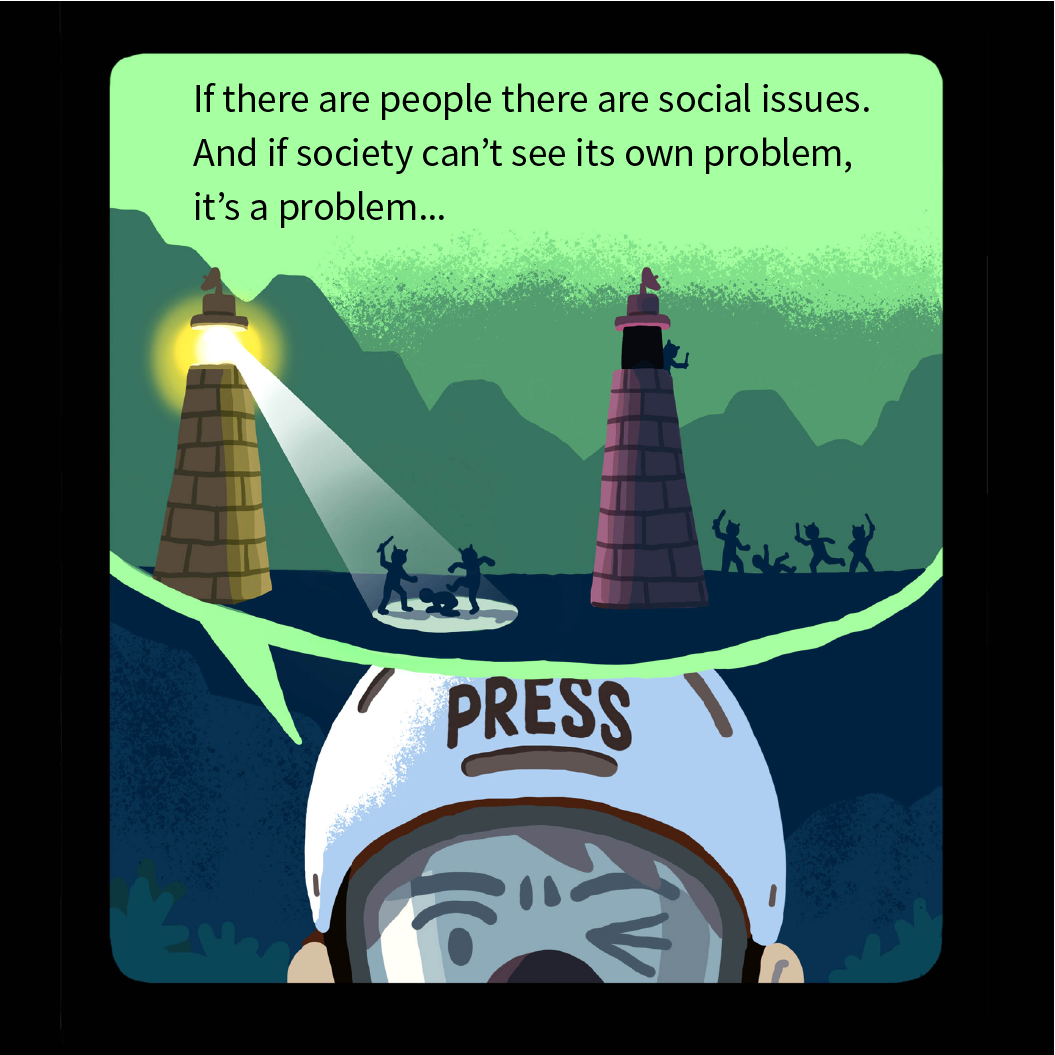 If there are people there are social issues.
And if society can’t see its own problem,
it’s a problem...
PRESS